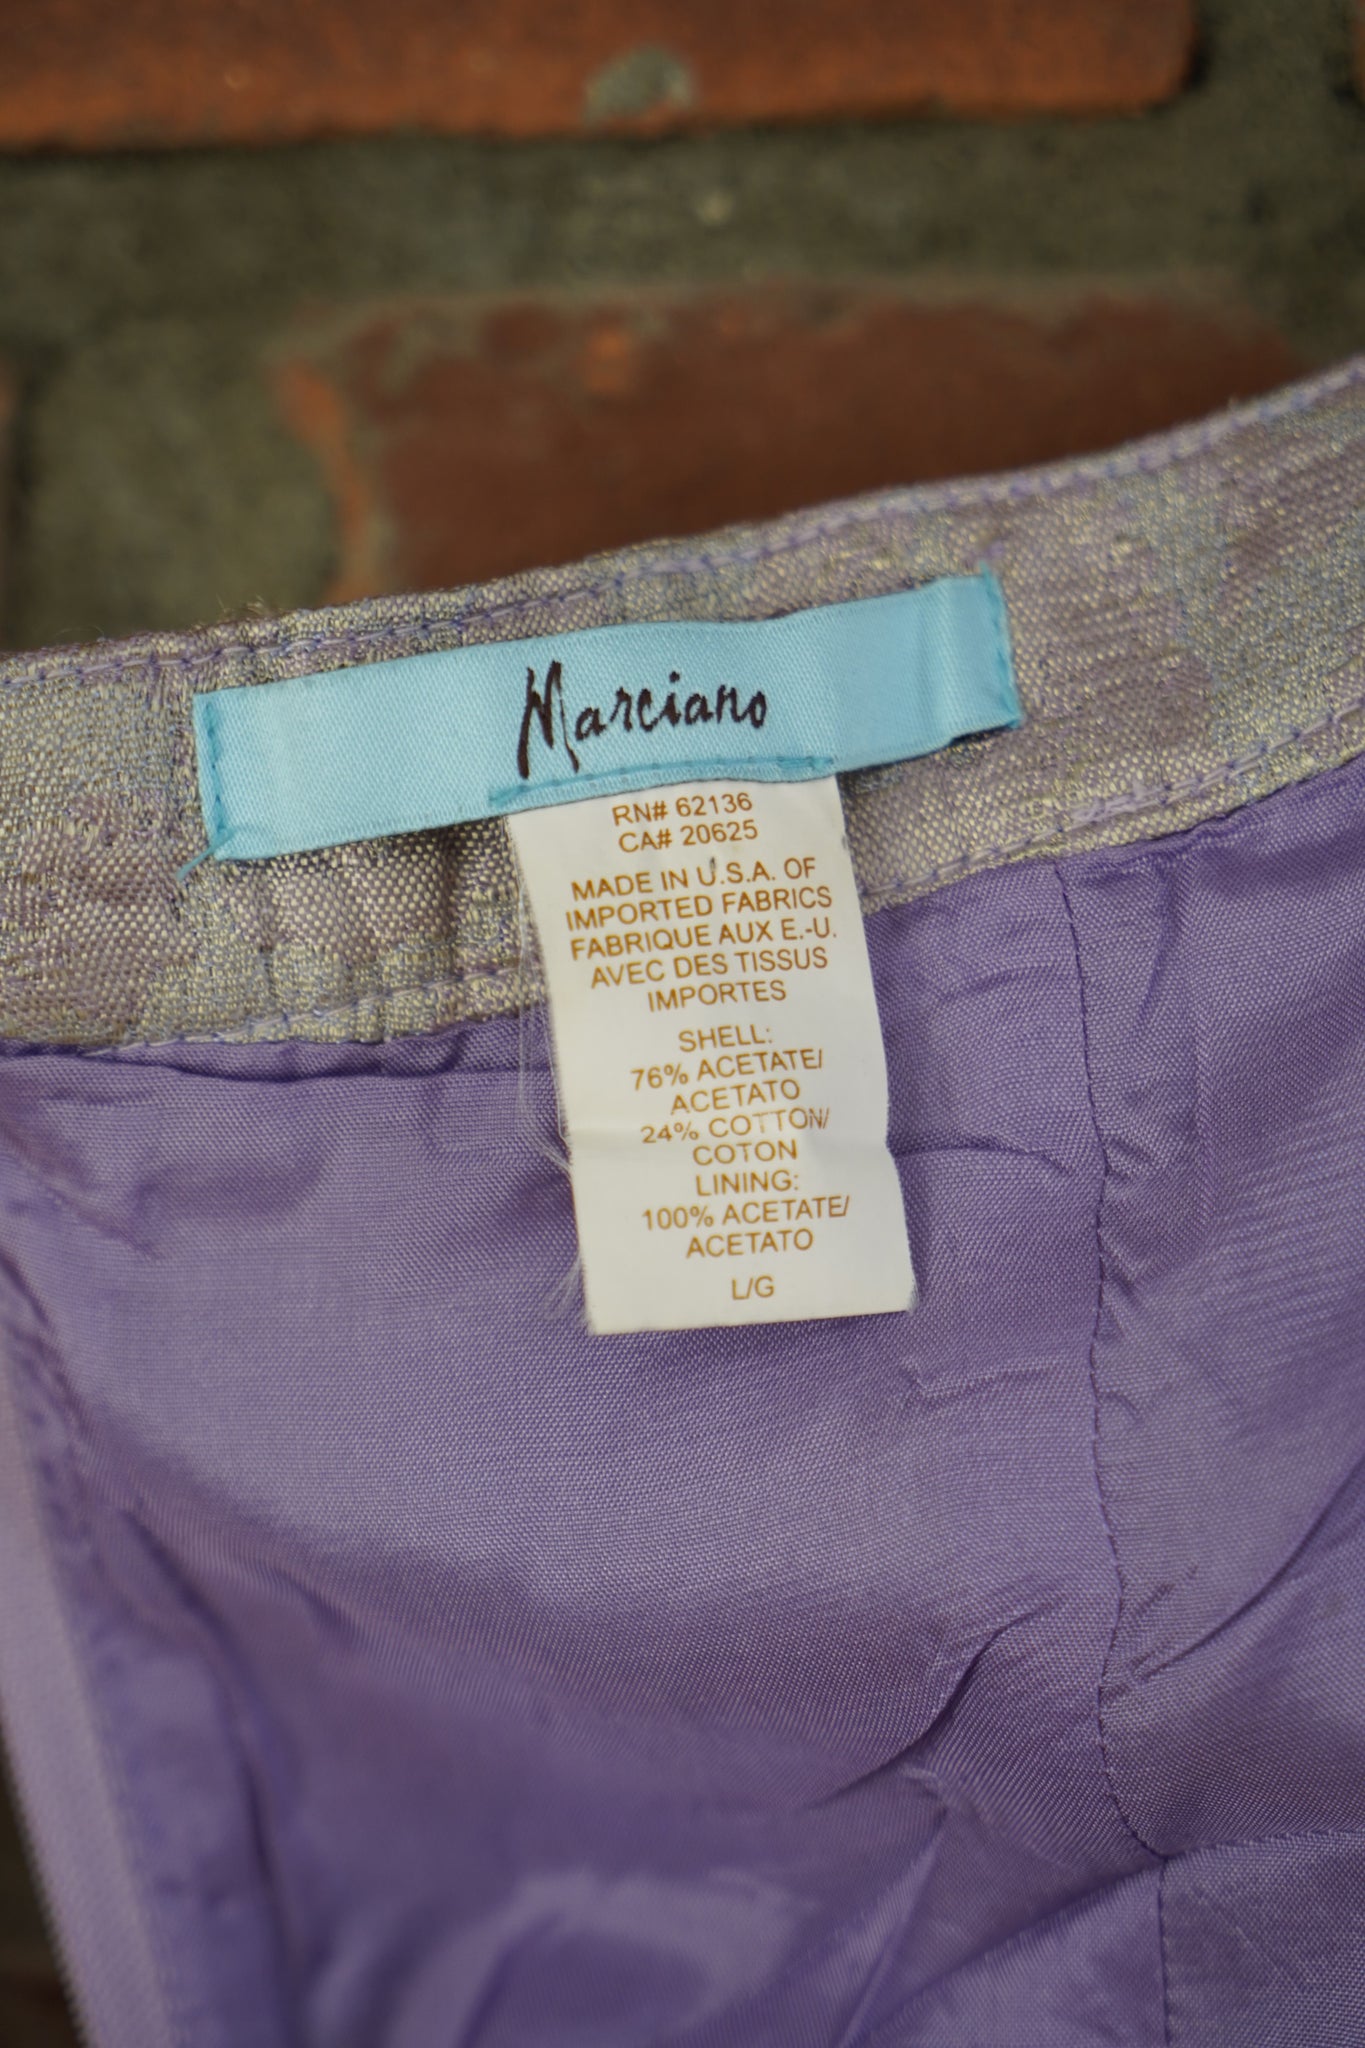 Marciano
RN# 62136
CA# 20625
MADE IN U.S.A. OF
IMPORTED FABRICS
FABRIQUE AUX E.-U.
AVEC DES TISSUS
IMPORTES
SHELL:
76% ACETATE/
ACETATO
24% COTTON/
COTON
LINING:
100% ACETATE/
ACETATO
L/G